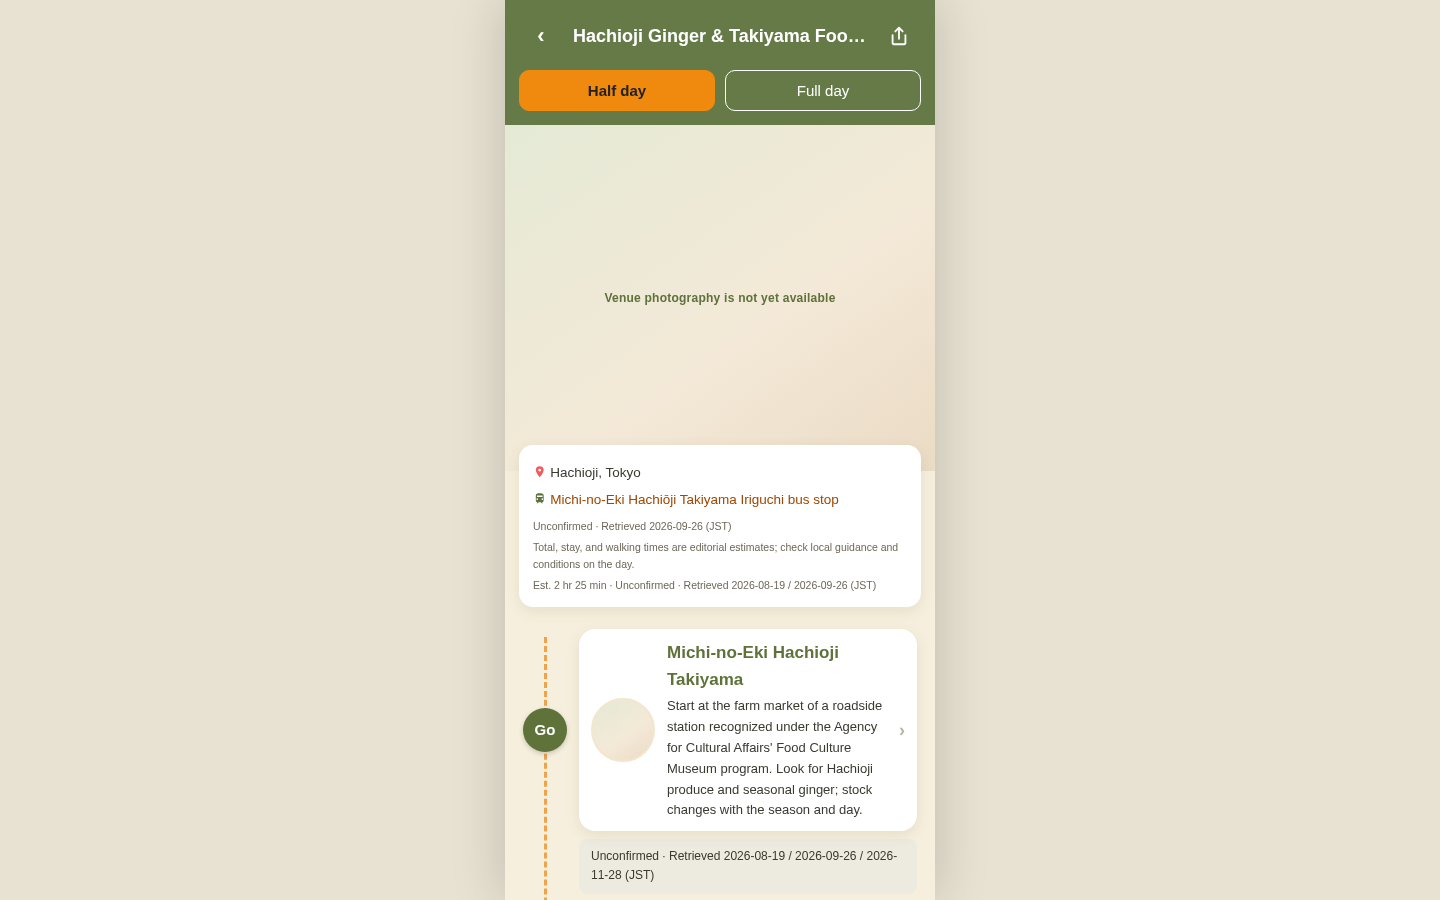 ‹ Hachioji Ginger & Takiyama Foo…
Half day
Full day
Venue photography is not yet available
Hachioji, Tokyo
Michi-no-Eki Hachiōji Takiyama Iriguchi bus stop
Unconfirmed · Retrieved 2026-09-26 (JST)
Total, stay, and walking times are editorial estimates; check local guidance and
conditions on the day.
Est. 2 hr 25 min · Unconfirmed · Retrieved 2026-08-19 / 2026-09-26 (JST)
Go
Michi-no-Eki Hachioji
Takiyama
Start at the farm market of a roadside
station recognized under the Agency
for Cultural Affairs' Food Culture
Museum program. Look for Hachioji
produce and seasonal ginger; stock
changes with the season and day.
›
Unconfirmed · Retrieved 2026-08-19 / 2026-09-26 / 2026-
11-28 (JST)